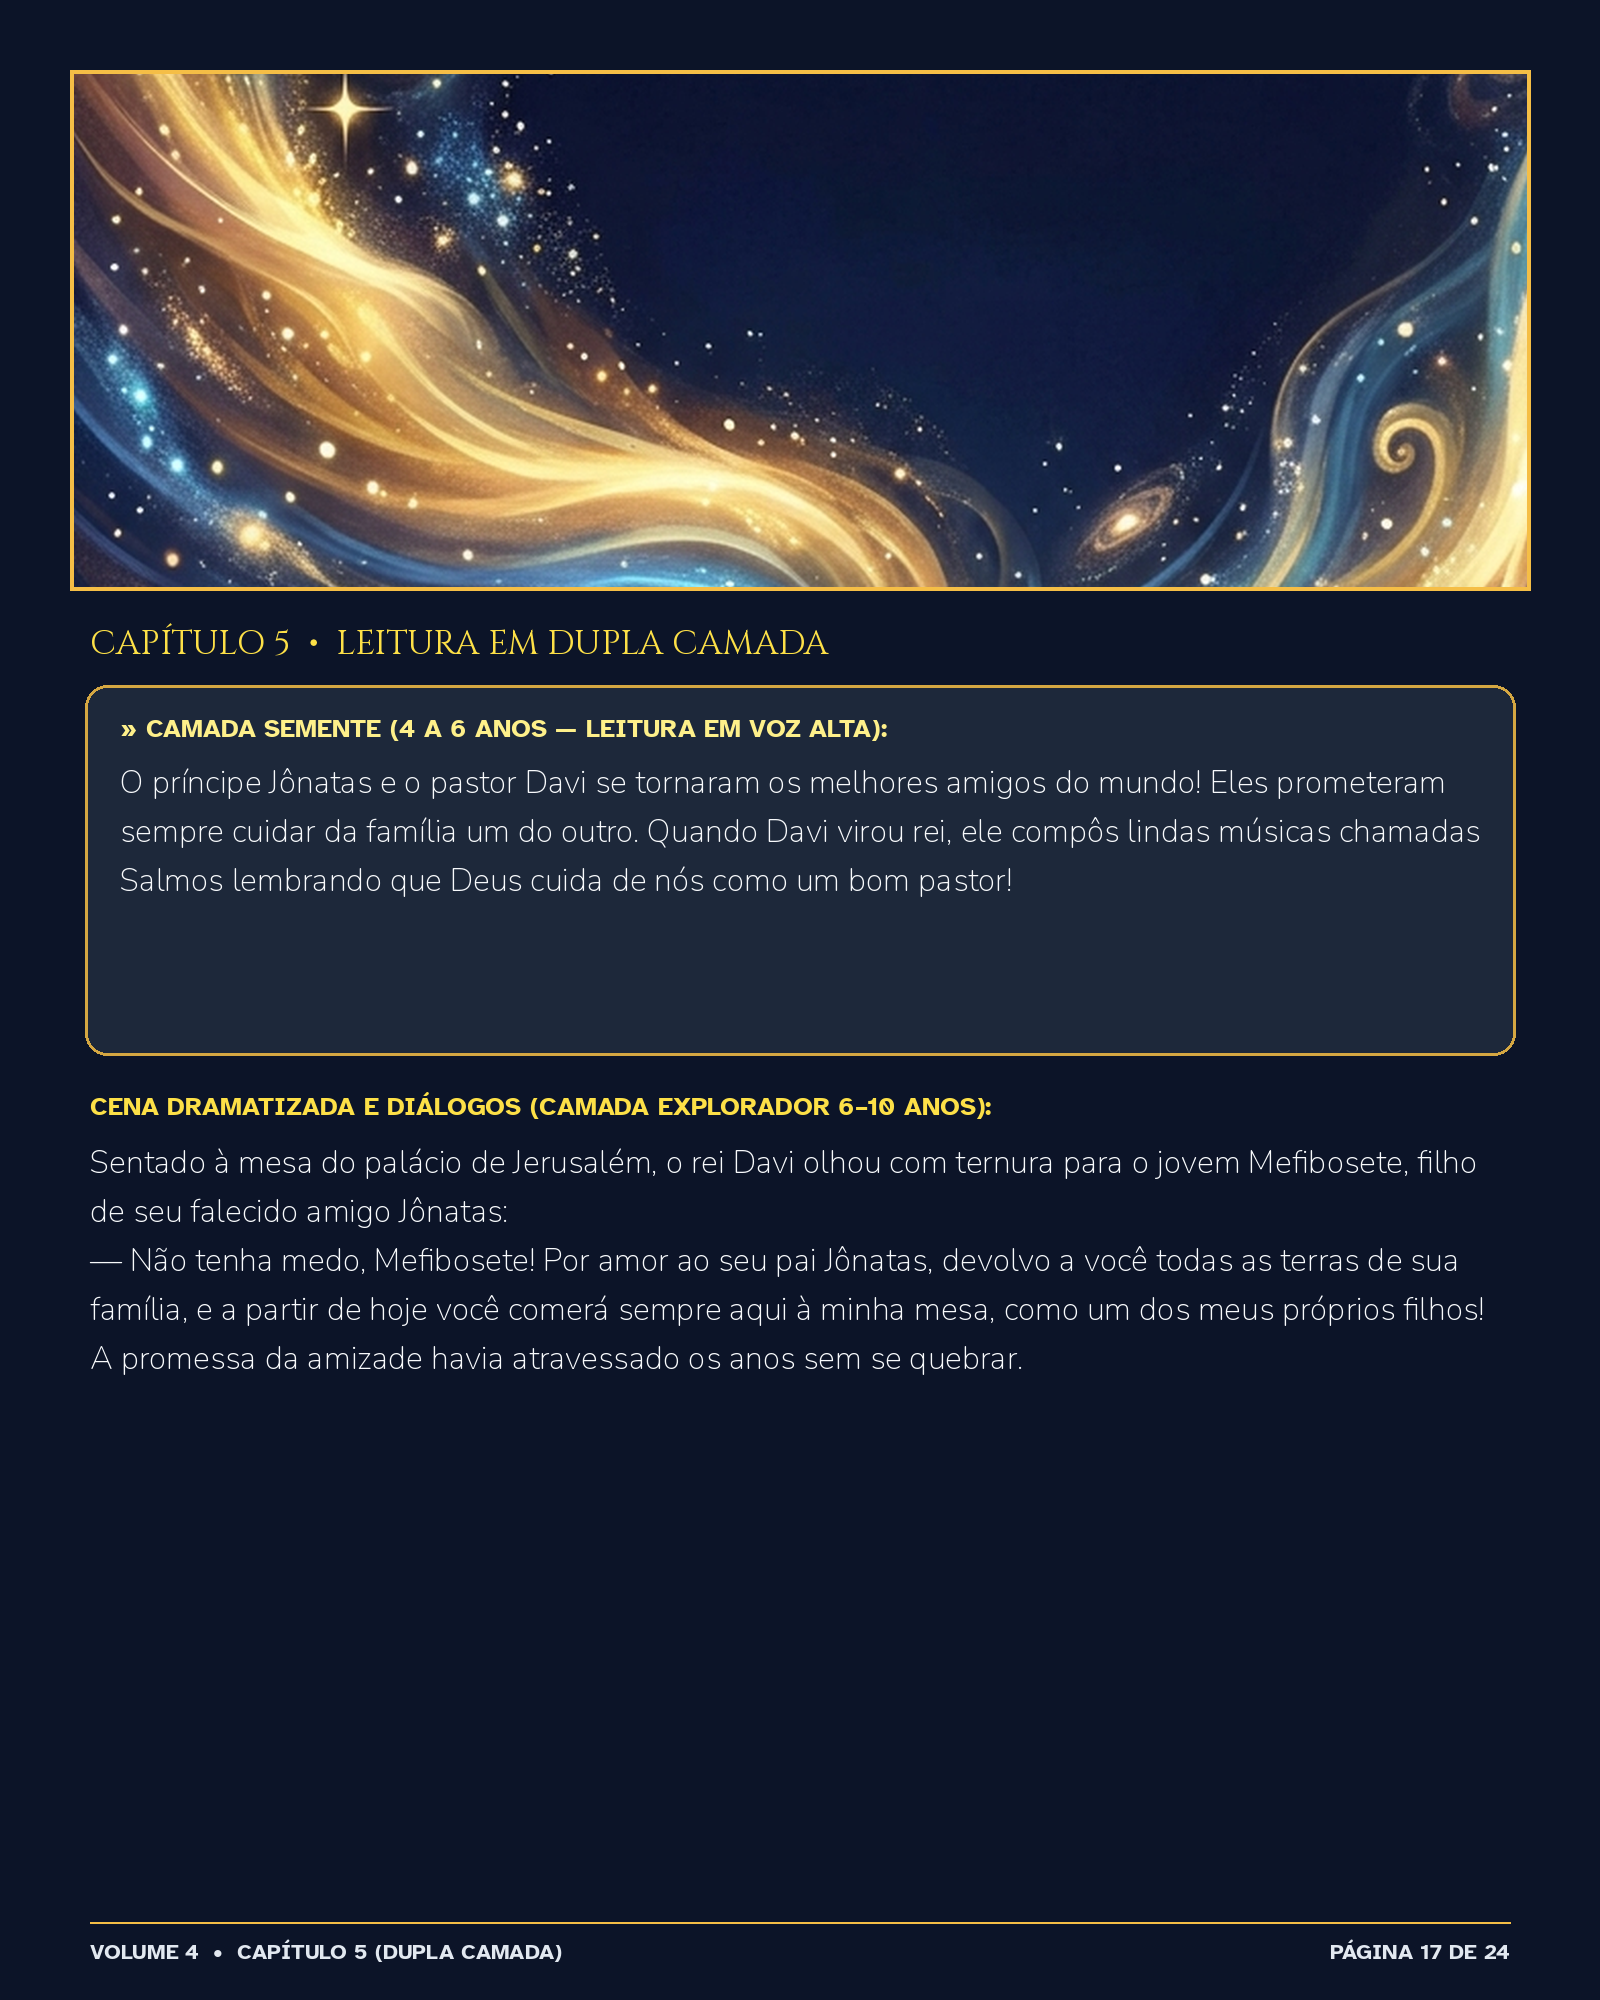 CAPÍTULO 5 • LEITURA EM DUPLA CAMADA
» CAMADA SEMENTE (4 A 6 ANOS — LEITURA EM VOZ ALTA):
O príncipe Jônatas e o pastor Davi se tornaram os melhores amigos do mundo! Eles prometeram
sempre cuidar da família um do outro. Quando Davi virou rei, ele compôs lindas músicas chamadas
Salmos lembrando que Deus cuida de nós como um bom pastor!
CENA DRAMATIZADA E DIÁLOGOS (CAMADA EXPLORADOR 6–10 ANOS):
Sentado à mesa do palácio de Jerusalém, o rei Davi olhou com ternura para o jovem Mefibosete, filho
de seu falecido amigo Jônatas:
— Não tenha medo, Mefibosete! Por amor ao seu pai Jônatas, devolvo a você todas as terras de sua
família, e a partir de hoje você comerá sempre aqui à minha mesa, como um dos meus próprios filhos!
A promessa da amizade havia atravessado os anos sem se quebrar.
VOLUME 4 • CAPÍTULO 5 (DUPLA CAMADA)
PÁGINA 17 DE 24